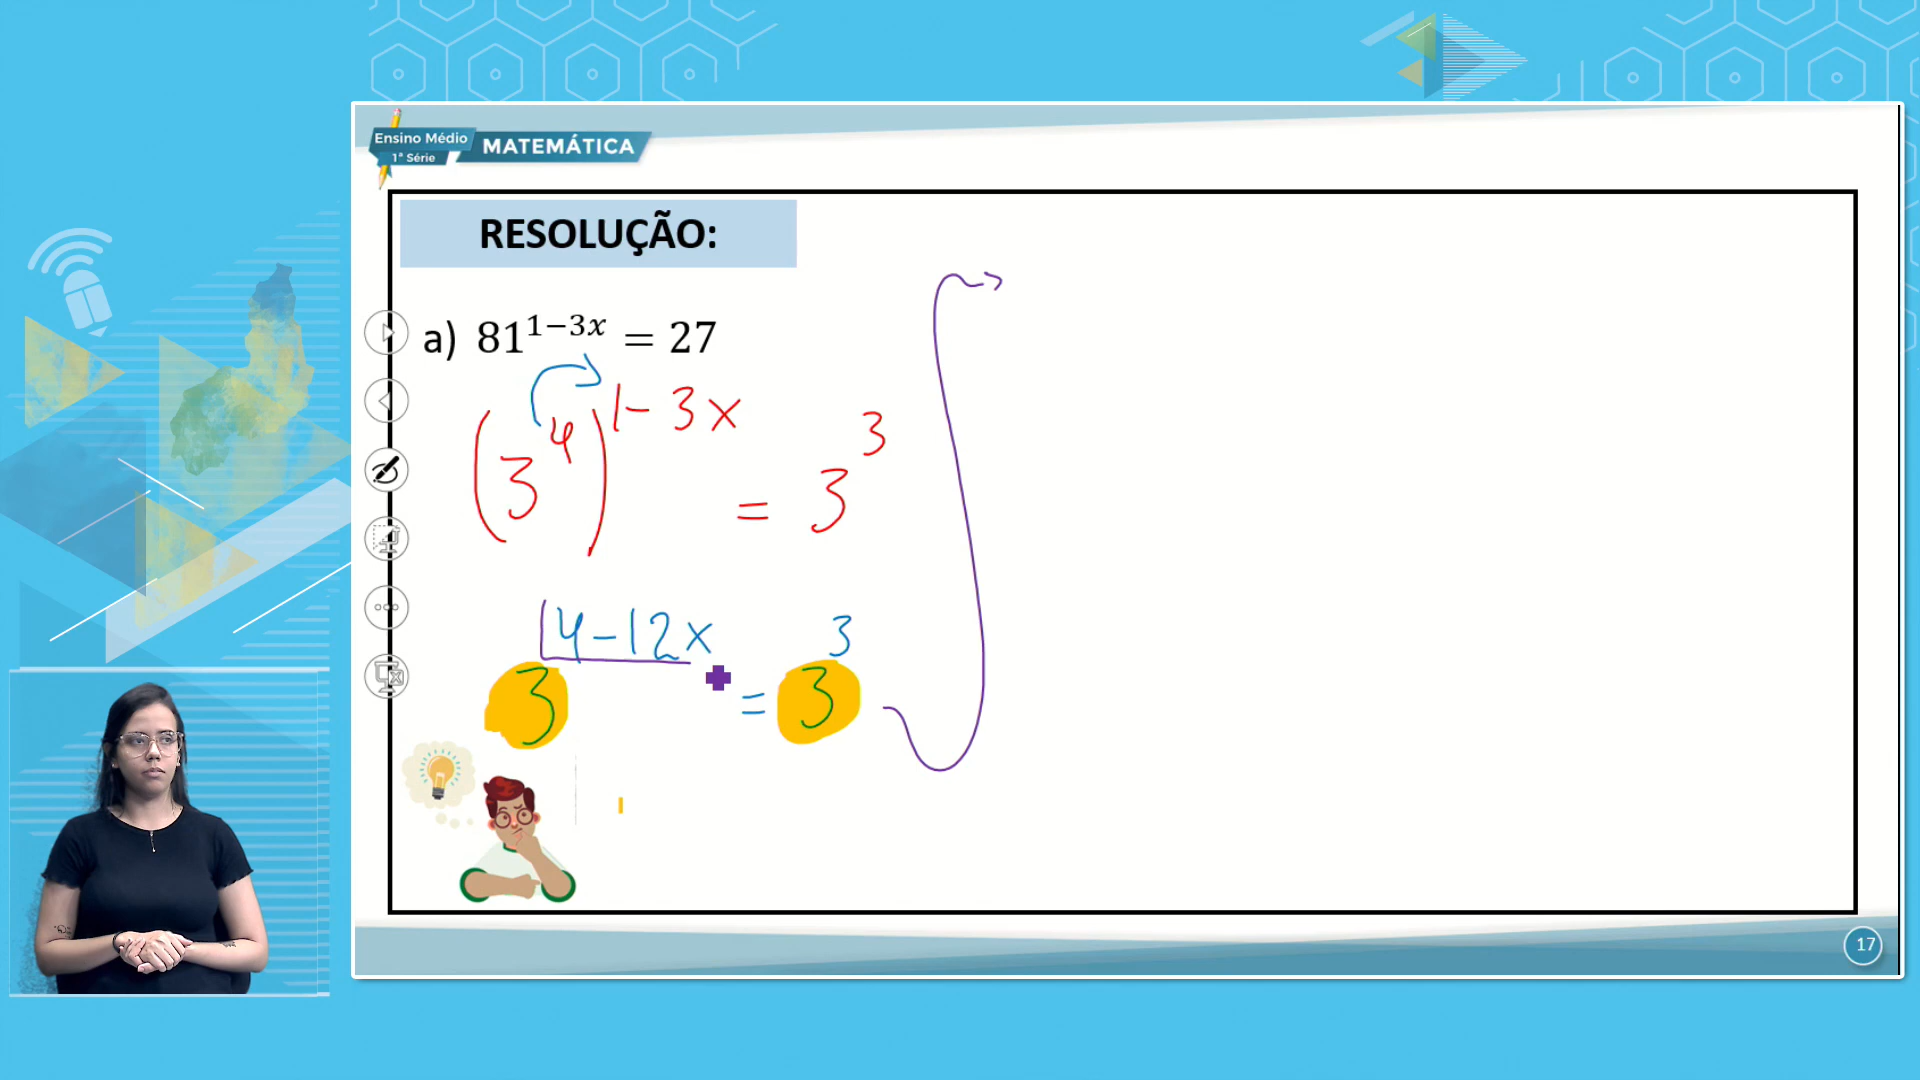 Ensino Médio
1ª Série
MATEMÁTICA
RESOLUÇÃO:
a) 81^{1−3x} = 27
(3^4)^{1-3x} = 3^3
3^{4-12x} = 3^3
17